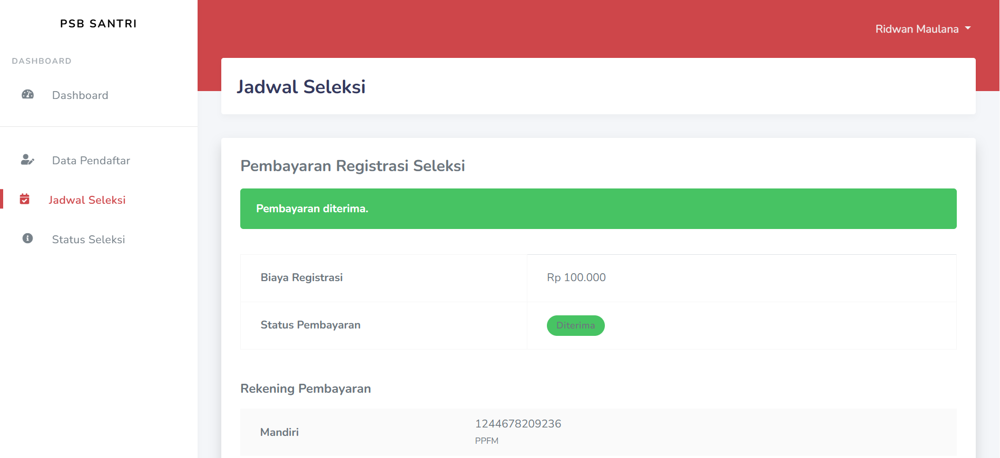 PSB SANTRI
DASHBOARD
Dashboard
Data Pendaftar
Jadwal Seleksi
Status Seleksi
Ridwan Maulana
Jadwal Seleksi
Pembayaran Registrasi Seleksi
Pembayaran diterima.
Biaya Registrasi Rp 100.000
Status Pembayaran Diterima
Rekening Pembayaran
Mandiri 1244678209236
PPFM